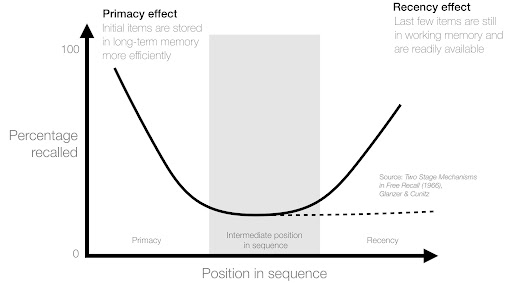 Primacy effect
Initial items are stored
in long-term memory
more efficiently
Recency effect
Last few items are still
in working memory and
are readily available
100
Percentage
recalled
Source: Two Stage Mechanisms
in Free Recall (1966),
Glanzer & Cunitz.
Primacy
Intermediate position
in sequence
Recency
0
Position in sequence